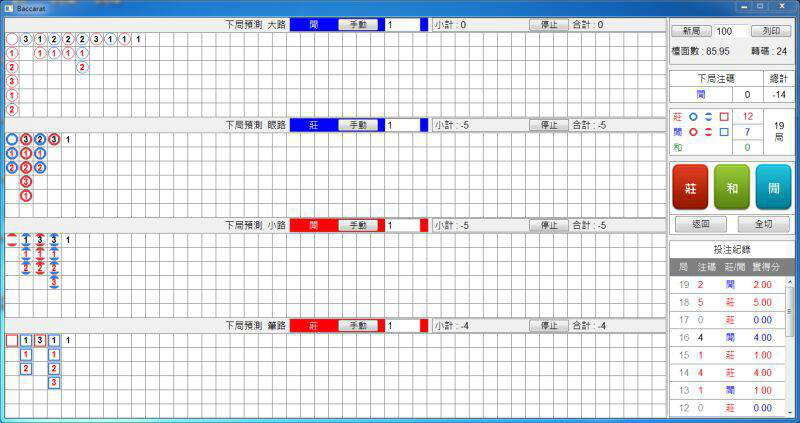 Baccarat
下局預測 大路 閒 手動 1 小計 : 0 停止 合計 : 0
3 1 2 2 2 2 3 1 1 1
1 1 1 1 1
2 2
3
1
2
下局預測 眼路 莊 手動 1 小計 : -5 停止 合計 : -5
3 2 3 1
1 1 1
2 2 2
3
1
下局預測 小路 閒 手動 1 小計 : -5 停止 合計 : -5
1 3 3 1
1 1 1
2 2 2
3
下局預測 筆路 莊 手動 1 小計 : -4 停止 合計 : -4
1 3 1 1
1 1
2 2
3
新局 100 列印
檯面數 : 85.95 轉碼 : 24
下局注碼 總計
閒 0 -14
莊 12
閒 7
和 0
19
局
莊 和 閒
返回 全切
投注紀錄
局 注碼 莊/閒 實得分
19 2 閒 2.00
18 5 莊 5.00
17 0 莊 0.00
16 4 閒 4.00
15 1 莊 1.00
14 4 莊 4.00
13 1 閒 1.00
12 0 莊 0.00